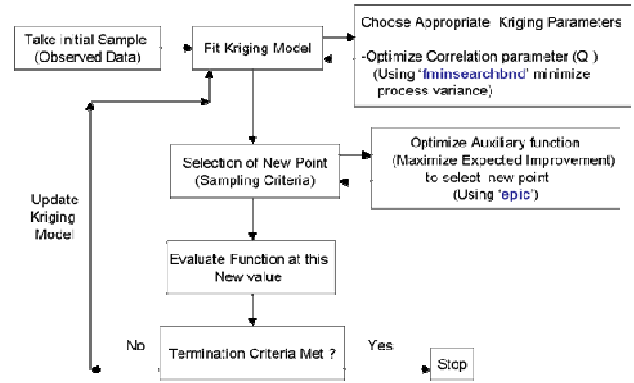 Take initial Sample
(Observed Data)
Fit Kriging Model
Choose Appropriate Kriging Parameters
-Optimize Correlation parameter (Q )
(Using 'fminsearchbnd' minimize
process variance)
Selection of New Point
(Sampling Criteria)
Optimize Auxiliary function
(Maximize Expected Improvement)
to select new point
(Using 'epic')
Update
Kriging
Model
Evaluate Function at this
New value
No
Termination Criteria Met ?
Yes
Stop